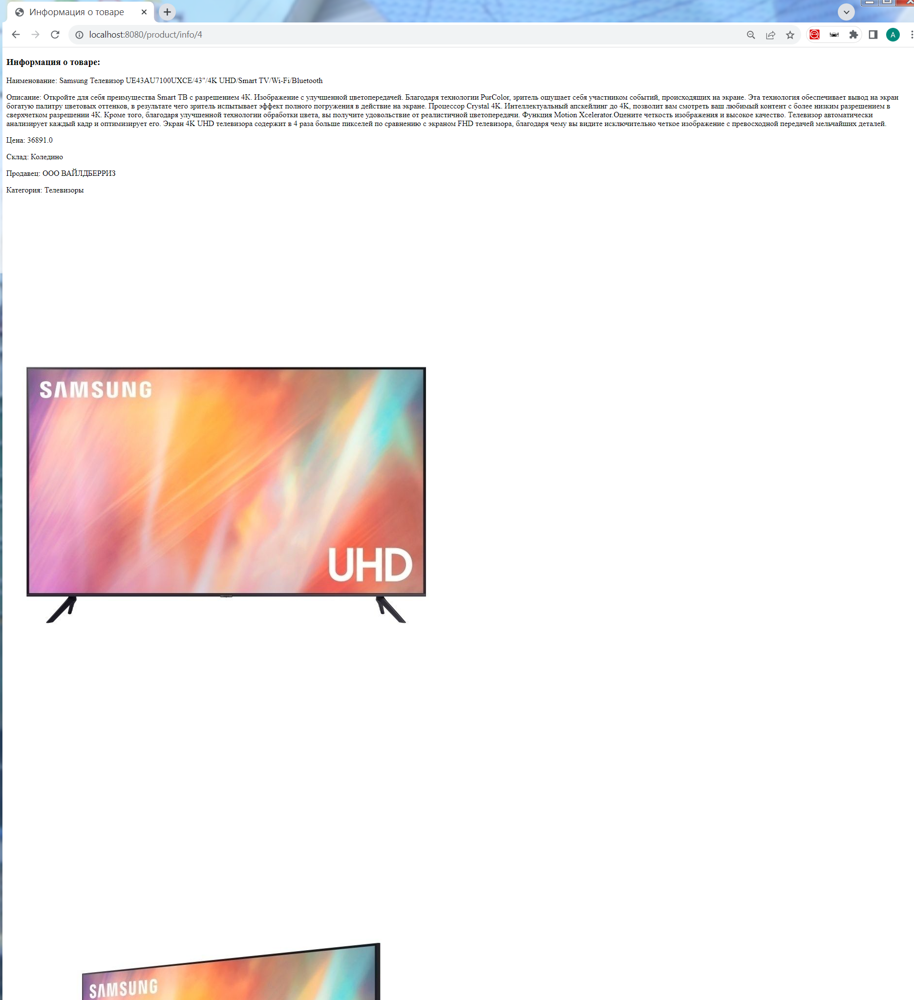 Информация о товаре
localhost:8080/product/info/4
A
Информация о товаре:
Наименование: Samsung Телевизор UE43AU7100UXCE/43"/4K UHD/Smart TV/Wi-Fi/Bluetooth
Описание: Откройте для себя преимущества Smart ТВ с разрешением 4K. Изображение с улучшенной цветопередачей. Благодаря технологии PurColor, зритель ощущает себя участником событий, происходящих на экране. Эта технология обеспечивает вывод на экран
богатую палитру цветовых оттенков, в результате чего зритель испытывает эффект полного погружения в действие на экране. Процессор Crystal 4K. Интеллектуальный апскейлинг до 4K, позволит вам смотреть ваш любимый контент с более низким разрешением в
сверхчетком разрешении 4K. Кроме того, благодаря улучшенной технологии обработки цвета, вы получите удовольствие от реалистичной цветопередачи. Функция Motion Xcelerator.Оцените четкость изображения и высокое качество. Телевизор автоматически
анализирует каждый кадр и оптимизирует его. Экран 4K UHD телевизора содержит в 4 раза больше пикселей по сравнению с экраном FHD телевизора, благодаря чему вы видите исключительно четкое изображение с превосходной передачей мельчайших деталей.
Цена: 36891.0
Склад: Коледино
Продавец: ООО ВАЙЛДБЕРРИЗ
Категория: Телевизоры
SAMSUNG
UHD
SAMSUNG